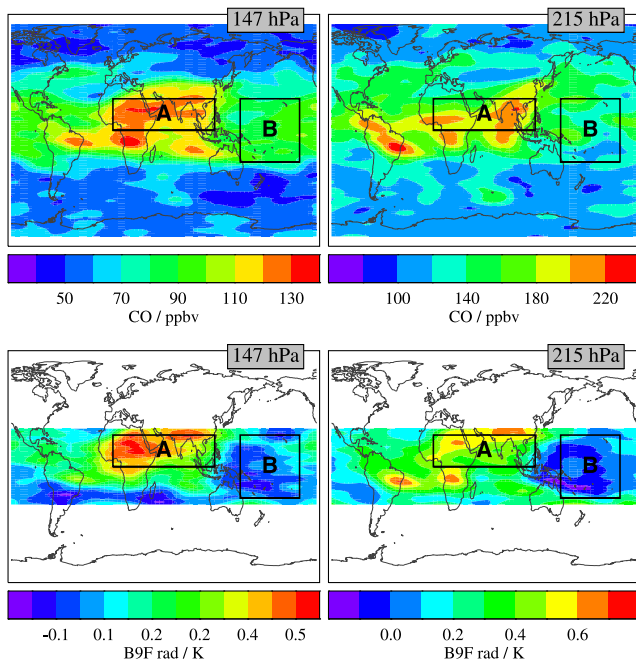 147 hPa
215 hPa
A
B
A
B
50 70 90 110 130
100 140 180 220
CO / ppbv
CO / ppbv
147 hPa
215 hPa
A
B
A
B
-0.1 0.1 0.2 0.2 0.4 0.5
0.0 0.2 0.4 0.6
B9F rad / K
B9F rad / K